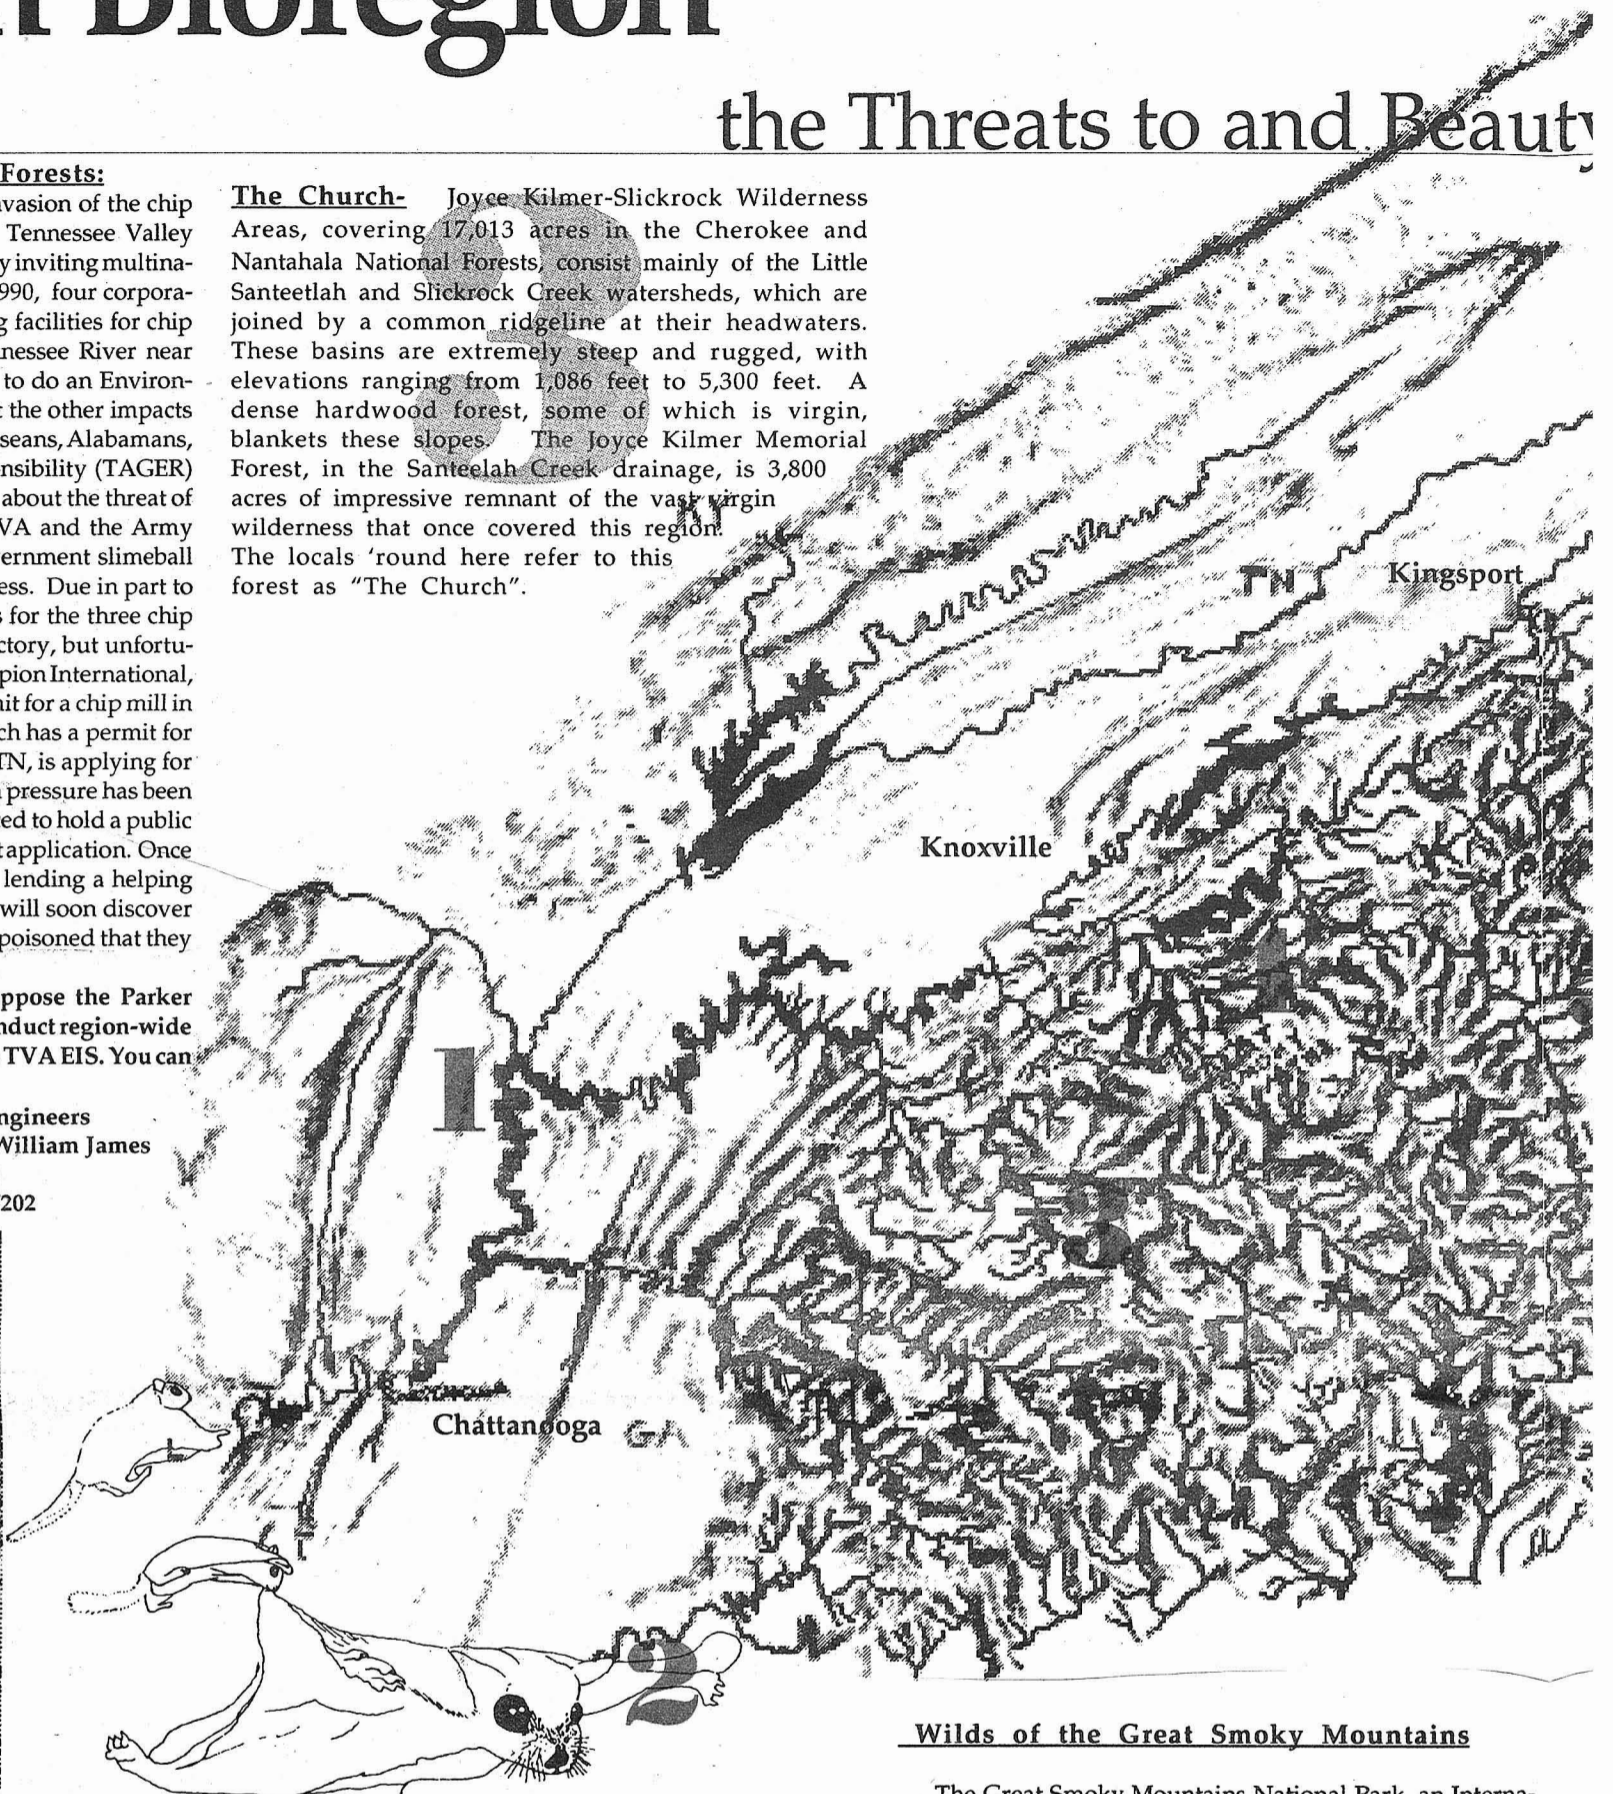 Bioregion
the Threats to and Beauty
Forests:
vasion of the chip
Tennessee Valley
y inviting multina-
990, four corpora-
g facilities for chip
nessee River near
to do an Environ-
the other impacts
seans, Alabamans,
nsibility (TAGER)
about the threat of
VA and the Army
ernment slimeball
ess. Due in part to
s for the three chip
ctory, but unfortu-
pion International,
it for a chip mill in
ch has a permit for
TN, is applying for
pressure has been
ed to hold a public
t application. Once
lending a helping
will soon discover
poisoned that they
ppose the Parker
nduct region-wide
TVA EIS. You can
ngineers
William James
202
The Church- Joyce Kilmer-Slickrock Wilderness
Areas, covering 17,013 acres in the Cherokee and
Nantahala National Forests, consist mainly of the Little
Santeetlah and Slickrock Creek watersheds, which are
joined by a common ridgeline at their headwaters.
These basins are extremely steep and rugged, with
elevations ranging from 1,086 feet to 5,300 feet. A
dense hardwood forest, some of which is virgin,
blankets these slopes. The Joyce Kilmer Memorial
Forest, in the Santeelah Creek drainage, is 3,800
acres of impressive remnant of the vast virgin
wilderness that once covered this region.
The locals ‘round here refer to this
forest as "The Church".
3
KY
TN
Kingsport
Knoxville
4
1
3
Chattanooga
GA
2
Wilds of the Great Smoky Mountains
The Great Smoky Mountains National Park, an Interna-